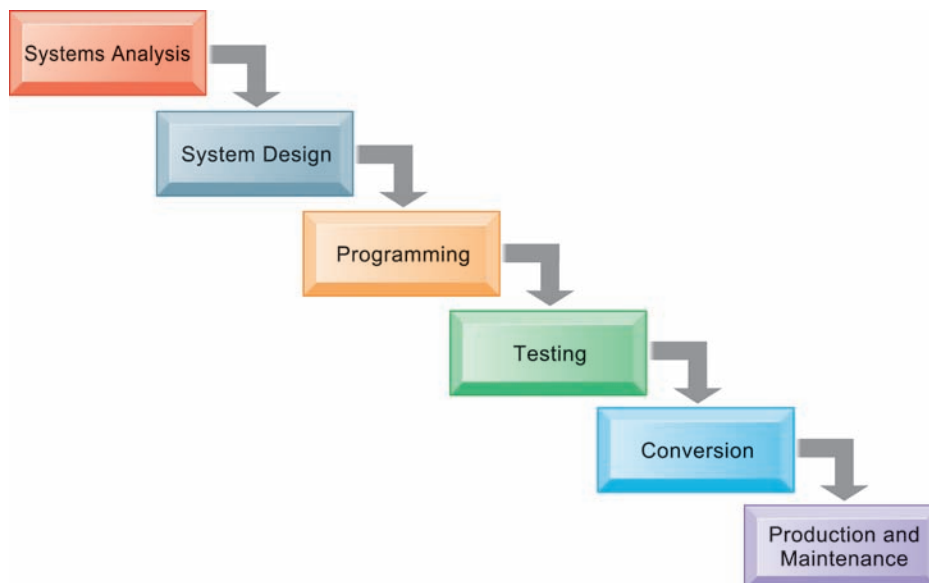 Systems Analysis
System Design
Programming
Testing
Conversion
Production and
Maintenance